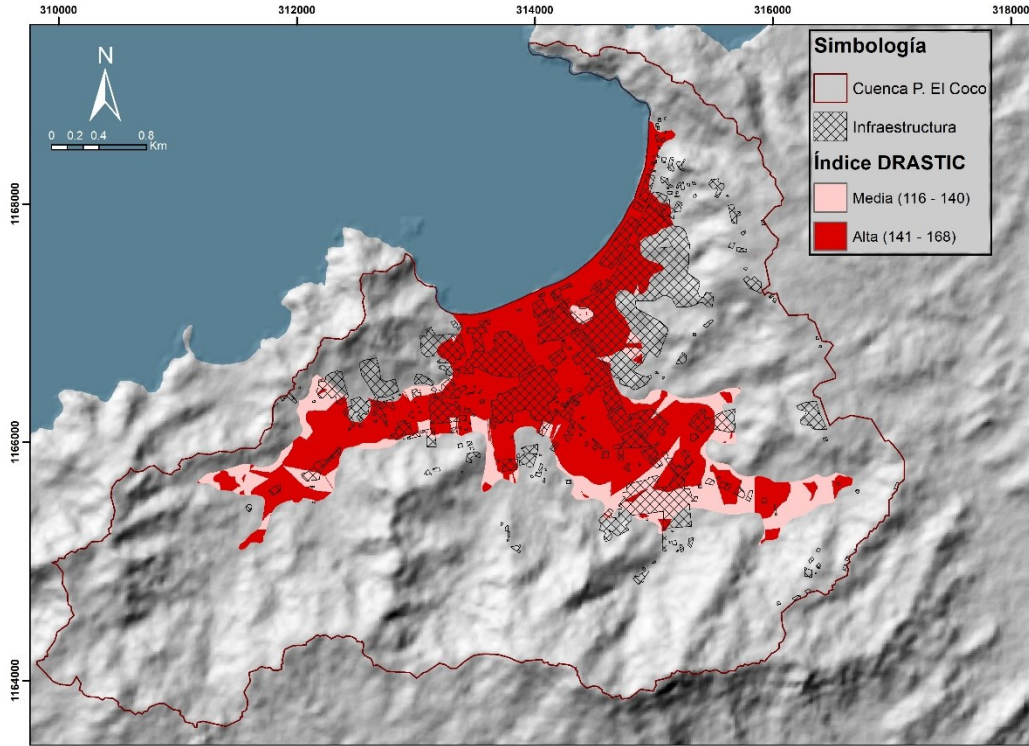 310000 312000 314000 316000 318000
N
0 0.2 0.4 0.8
Km
Simbología
Cuenca P. El Coco
Infraestructura
Índice DRASTIC
Media (116 - 140)
Alta (141 - 168)
1168000
1166000
1164000